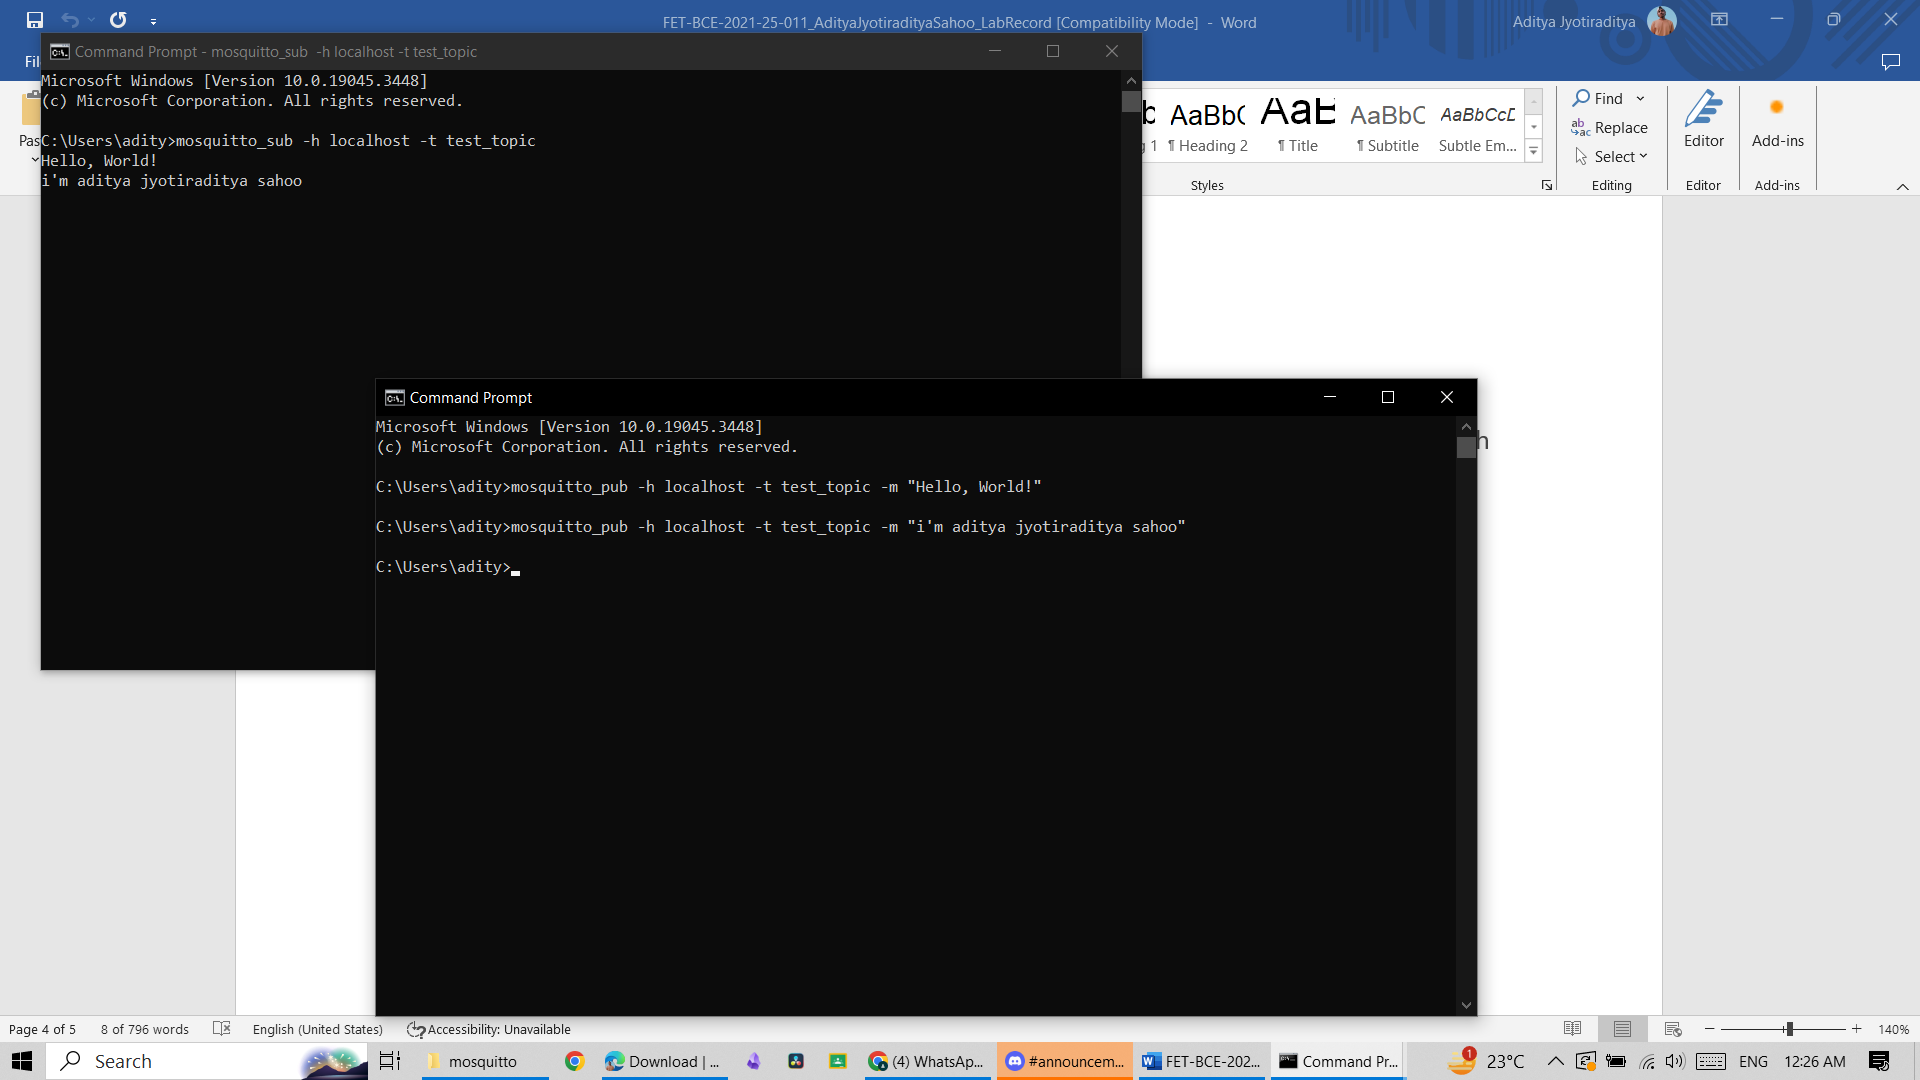 FET-BCE-2021-25-011_AdityaJyotiradityaSahoo_LabRecord [Compatibility Mode] - Word
Aditya Jyotiraditya
Command Prompt - mosquitto_sub -h localhost -t test_topic
Microsoft Windows [Version 10.0.19045.3448]
(c) Microsoft Corporation. All rights reserved.
C:\Users\adity>mosquitto_sub -h localhost -t test_topic
Hello, World!
i'm aditya jyotiraditya sahoo
AaBbC AaB AaBbC AaBbCcD
1 ¶ Heading 2 ¶ Title ¶ Subtitle Subtle Em...
Styles
Find
Replace
Select
Editing
Editor
Editor
Add-ins
Add-ins
Command Prompt
Microsoft Windows [Version 10.0.19045.3448]
(c) Microsoft Corporation. All rights reserved.
C:\Users\adity>mosquitto_pub -h localhost -t test_topic -m "Hello, World!"
C:\Users\adity>mosquitto_pub -h localhost -t test_topic -m "i'm aditya jyotiraditya sahoo"
C:\Users\adity>
h
Page 4 of 5 8 of 796 words English (United States) Accessibility: Unavailable 140%
Search mosquitto Download | ... (4) WhatsAp... #announcem... FET-BCE-202... Command Pr... 1 23°C ENG 12:26 AM